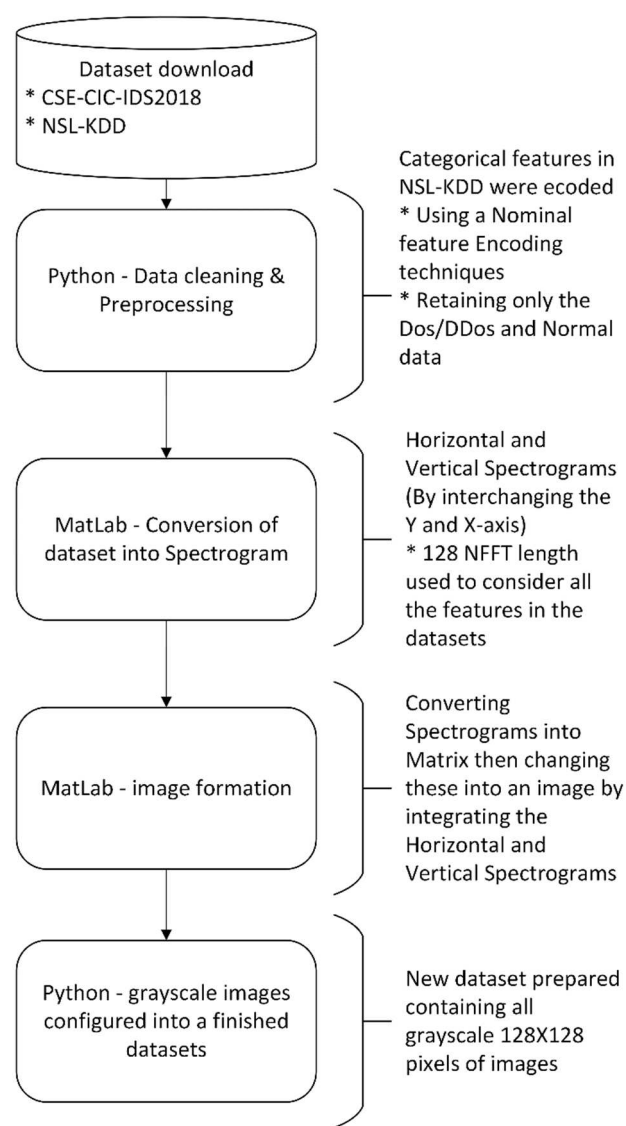 Dataset download
* CSE-CIC-IDS2018
* NSL-KDD
Python - Data cleaning &
Preprocessing
Categorical features in
NSL-KDD were ecoded
* Using a Nominal
feature Encoding
techniques
* Retaining only the
Dos/DDos and Normal
data
MatLab - Conversion of
dataset into Spectrogram
Horizontal and
Vertical Spectrograms
(By interchanging the
Y and X-axis)
* 128 NFFT length
used to consider all
the features in the
datasets
MatLab - image formation
Converting
Spectrograms into
Matrix then changing
these into an image by
integrating the
Horizontal and
Vertical Spectrograms
Python - grayscale images
configured into a finished
datasets
New dataset prepared
containing all
grayscale 128X128
pixels of images